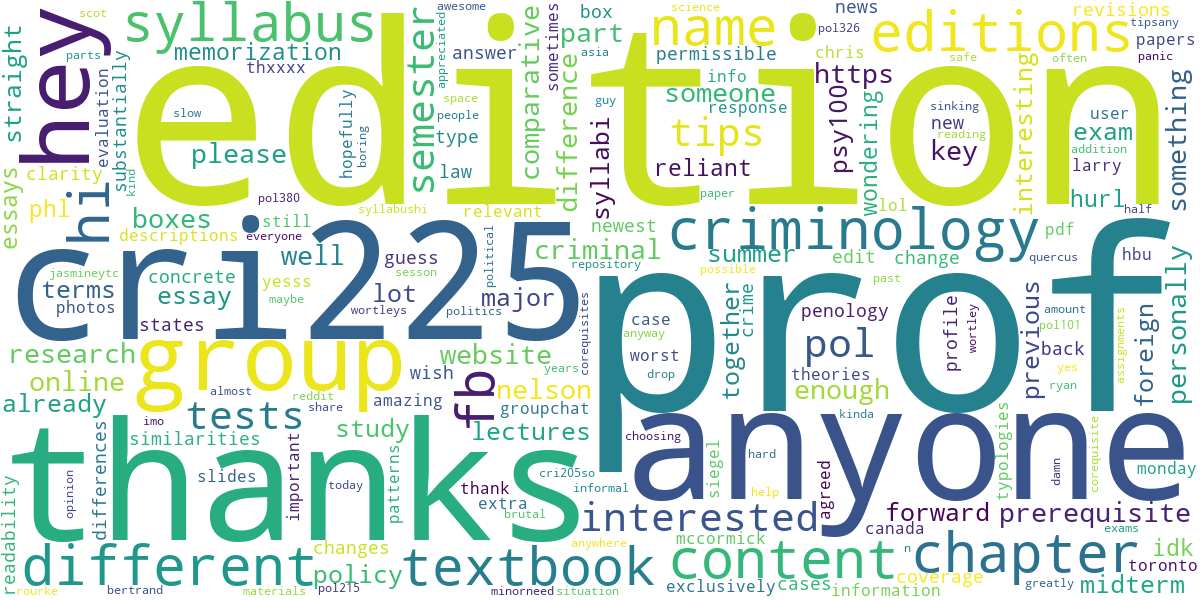 scot
awesome
sometimes
news
science
revisions
hey
syllabus
semester
appreciated
box
name
pol326
editions
tipsany
parts
memorization
answer
comparative
part
permissible
chris
papers
straight
thxxxx
asia
info
https
often
safe
panic
evaluation
substantially
edition
space
difference
someone
psy100
wondering
interesting
something
slow
hopefully
boring
people
guy
response
sinking
new
user
please
type
tips
reading
exam
key
addition
larry
clarity
kind
law
syllabi
reliant
hi
phl
pol380
paper
hurl
essays
boxes
syllabushi
relevant
lol
half
still
newest
criminology
pdf
descriptions
everyone
well
political
criminal
summer
edit
change
quercus
hbu
personally
jasmineytc
guess
repository
possible
past
concrete
yesss
cri225
sesson
terms
essay
maybe
lot
major
corequisites
prof
together
crime
penology
profile
wortley
previous
amount
foreign
photos
wortleys
case
states
politics
anyway
pol
pol101
back
research
group
website
years
worst
theories
yes
assignments
online
wish
fb
nelson
drop
enough
ryan
almost
reddit
amazing
already
share
groupchat
kinda
tests
imo
thanks
anyone
similarities
study
lectures
choosing
differences
important
patterns
siegel
hard
agreed
typologies
damn
corequisite
monday
readability
opinion
slides
today
thank
cri205so
informal
help
extra
brutal
interested
forward
prerequisite
canada
exams
changes
anywhere
mccormick
n
idk
different
policy
textbook
content
chapter
toronto
exclusively
cases
coverage
information
greatly
midterm
rourke
bertrand
materials
pol215
minorneed
situation